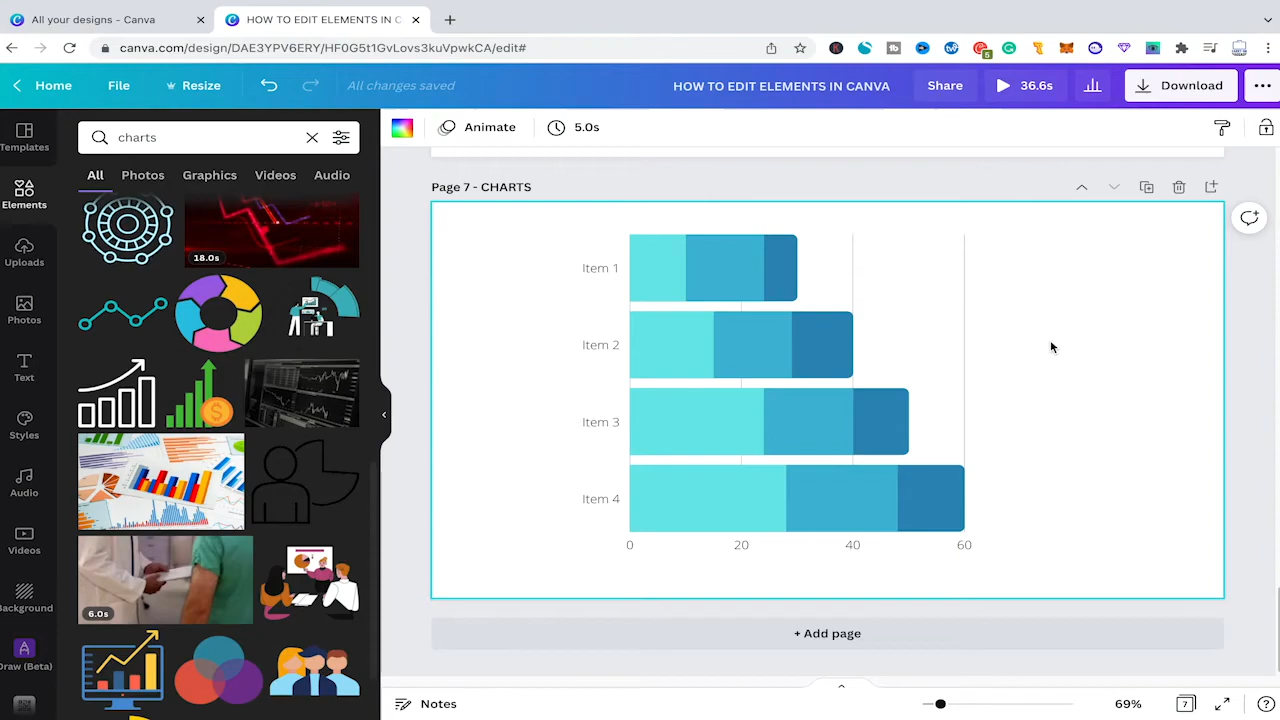 All your designs - Canva
HOW TO EDIT ELEMENTS IN C
canva.com/design/DAE3YPV6ERY/HF0G5t1GvLovs3kuVpwkCA/edit#
5
Home
File
Resize
All changes saved
HOW TO EDIT ELEMENTS IN CANVA
Share
36.6s
Download
Templates
Elements
Uploads
Photos
Text
Styles
Audio
Videos
Background
Draw (Beta)
charts
All
Photos
Graphics
Videos
Audio
18.0s
6.0s
Animate
5.0s
Page 7 - CHARTS
Item 1
Item 2
Item 3
Item 4
0
20
40
60
+ Add page
Notes
69%
7